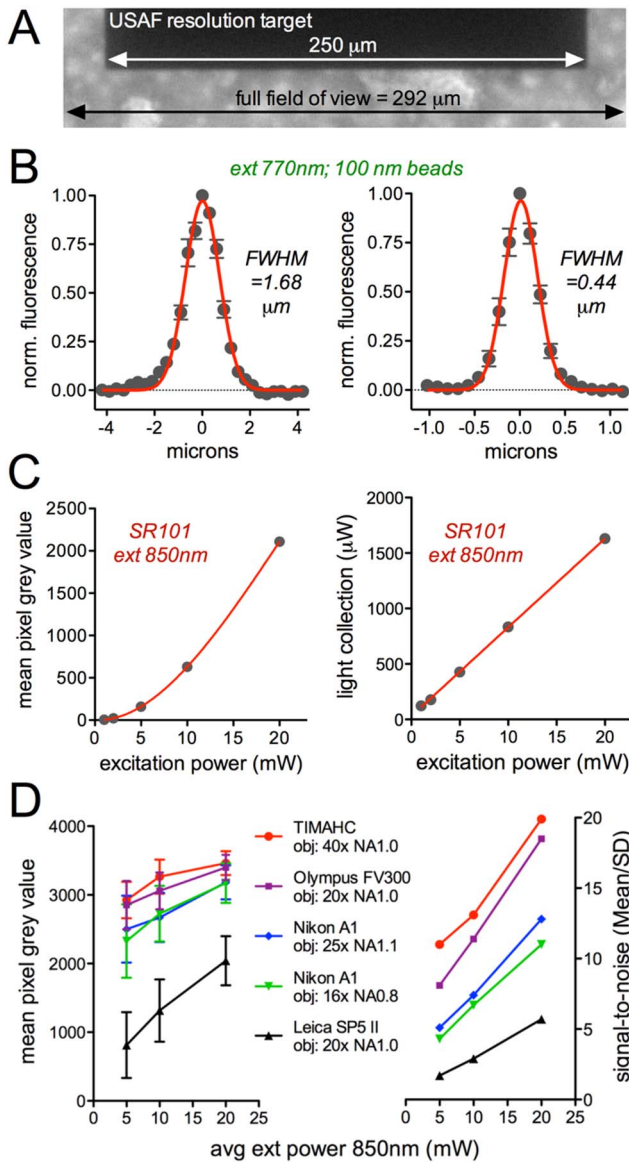 A
USAF resolution target
250 μm
full field of view = 292 μm
B
ext 770nm; 100 nm beads
norm. fluorescence
1.00
0.75
0.50
0.25
0.00
FWHM
=1.68
μm
-4
-2
0
2
4
microns
norm. fluorescence
1.00
0.75
0.50
0.25
0.00
FWHM
=0.44
μm
-1.0
-0.5
0.0
0.5
1.0
microns
C
mean pixel grey value
2500
2000
1500
1000
500
0
SR101
ext 850nm
0
5
10
15
20
excitation power (mW)
light collection (μW)
2000
1500
1000
500
0
SR101
ext 850nm
0
5
10
15
20
excitation power (mW)
D
mean pixel grey value
4000
3000
2000
1000
0
0
5
10
15
20
25
TIMAHC
obj: 40x NA1.0
Olympus FV300
obj: 20x NA1.0
Nikon A1
obj: 25x NA1.1
Nikon A1
obj: 16x NA0.8
Leica SP5 II
obj: 20x NA1.0
20
15
10
5
0
signal-to-noise (Mean/SD)
0
5
10
15
20
25
avg ext power 850nm (mW)